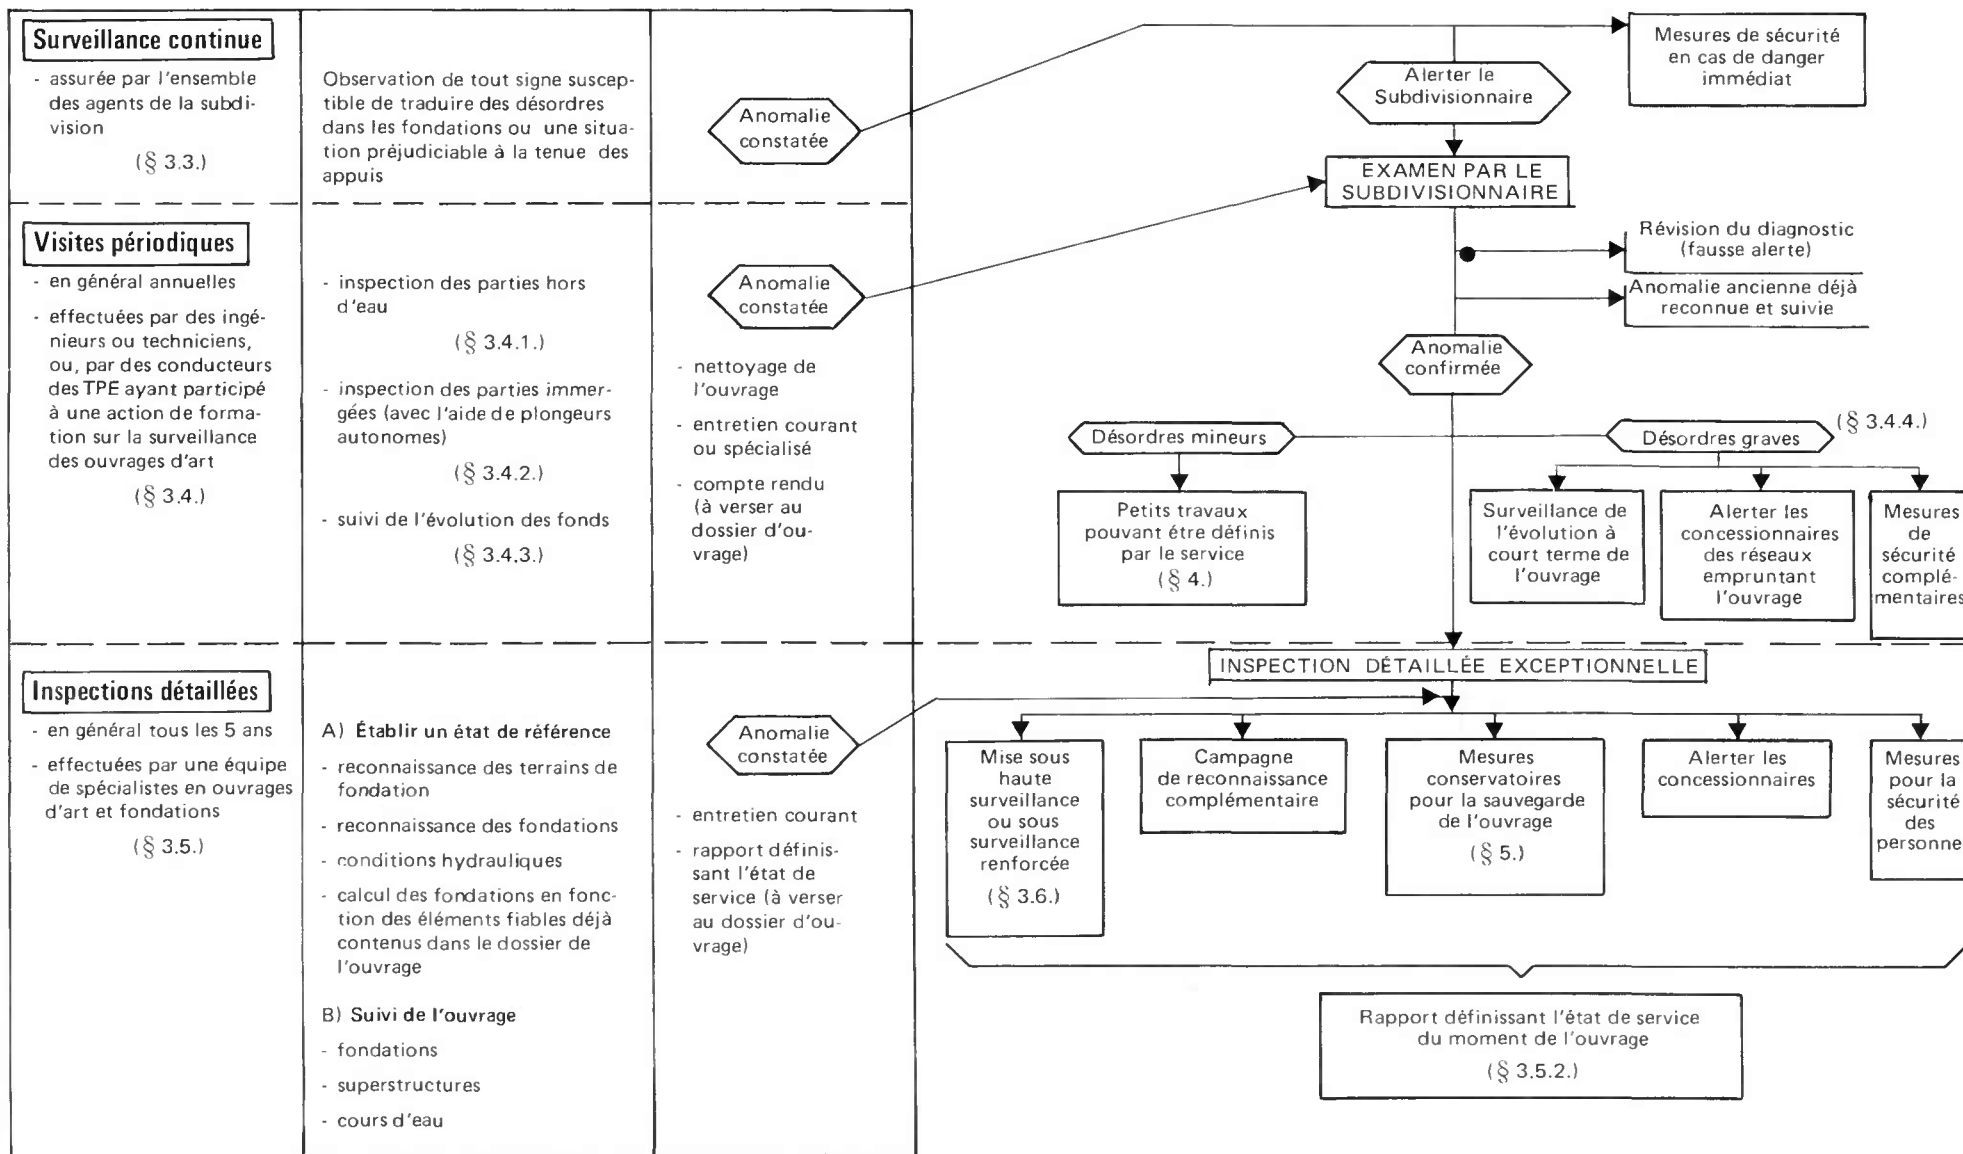 Surveillance continue
- assurée par l'ensemble
des agents de la subdi-
vision
(§ 3.3.)
Observation de tout signe suscep-
tible de traduire des désordres
dans les fondations ou une situa-
tion préjudiciable à la tenue des
appuis
Anomalie
constatée
Visites périodiques
- en général annuelles
- effectuées par des ingé-
nieurs ou techniciens,
ou, par des conducteurs
des TPE ayant participé
à une action de forma-
tion sur la surveillance
des ouvrages d'art
(§ 3.4.)
- inspection des parties hors
d'eau
(§ 3.4.1.)
- inspection des parties immer-
gées (avec l'aide de plongeurs
autonomes)
(§ 3.4.2.)
- suivi de l'évolution des fonds
(§ 3.4.3.)
Anomalie
constatée
- nettoyage de
l'ouvrage
- entretien courant
ou spécialisé
- compte rendu
(à verser au
dossier d'ou-
vrage)
Inspections détaillées
- en général tous les 5 ans
- effectuées par une équipe
de spécialistes en ouvrages
d'art et fondations
(§ 3.5.)
A) Établir un état de référence
- reconnaissance des terrains de
fondation
- reconnaissance des fondations
- conditions hydrauliques
- calcul des fondations en fonc-
tion des éléments fiables déjà
contenus dans le dossier de
l'ouvrage
B) Suivi de l'ouvrage
- fondations
- superstructures
- cours d'eau
Anomalie
constatée
- entretien courant
- rapport définis-
sant l'état de
service (à verser
au dossier d'ou-
vrage)
Mesures de sécurité
en cas de danger
immédiat
Alerter le
Subdivisionnaire
EXAMEN PAR LE
SUBDIVISIONNAIRE
Révision du diagnostic
(fausse alerte)
Anomalie ancienne déjà
reconnue et suivie
Anomalie
confirmée
Désordres mineurs
Désordres graves
(§ 3.4.4.)
Petits travaux
pouvant étre définis
par le service
(§ 4.)
Surveillance de
l'évolution à
court terme de
l'ouvrage
Alerter les
concessionnaires
des réseaux
empruntant
l'ouvrage
Mesures
de
sécurité
complé-
mentaires
INSPECTION DÉTAILLÉE EXCEPTIONNELLE
Mise sous
haute
surveillance
ou sous
surveillance
renforcée
(§ 3.6.)
Campagne
de reconnaissance
complémentaire
Mesures
conservatoires
pour la sauvegarde
de l'ouvrage
(§ 5.)
Alerter les
concessionnaires
Mesures
pour la
sécurité
des
personne
Rapport définissant l'état de service
du moment de l'ouvrage
(§ 3.5.2.)